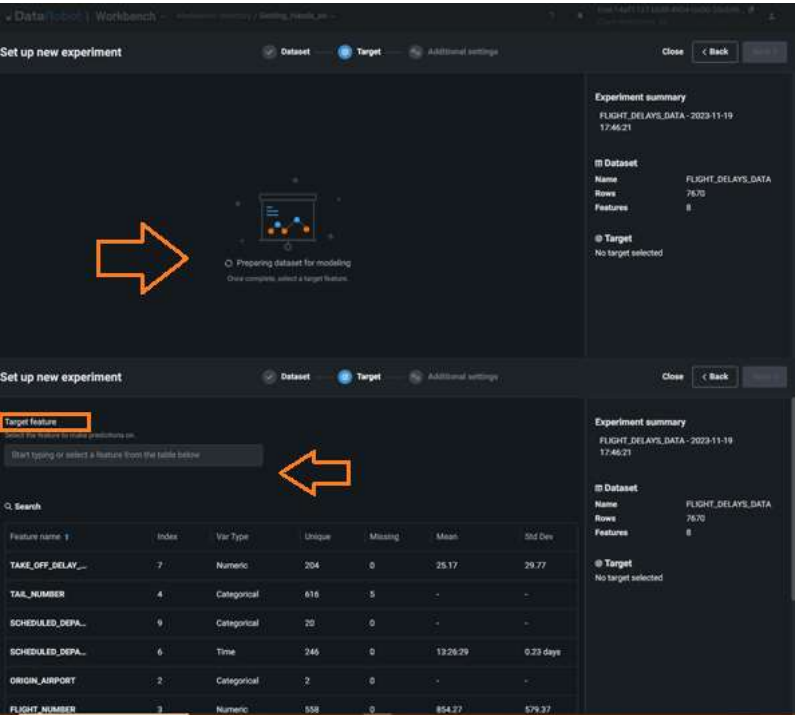 DataRobot | Workbench
Set up new experiment
Dataset
Target
Additional settings
Close
< Back
Preparing dataset for modeling
Once complete, select a target feature.
Experiment summary
FLIGHT_DELAYS_DATA - 2023-11-19
17:46:21
Dataset
Name FLIGHT_DELAYS_DATA
Rows 7670
Features 8
Target
No target selected
Set up new experiment
Dataset
Target
Additional settings
Close
< Back
Target feature
Select the feature to make predictions on.
Start typing or select a feature from the table below
Search
Feature name Index Var Type Unique Missing Mean Std Dev
TAKE_OFF_DELAY_... 7 Numeric 204 0 25.17 29.77
TAIL_NUMBER 4 Categorical 616 5 - -
SCHEDULED_DEPA... 9 Categorical 20 0 - -
SCHEDULED_DEPA... 6 Time 246 0 13:26:29 0.23 days
ORIGIN_AIRPORT 2 Categorical 2 0 - -
FLIGHT_NUMBER 3 Numeric 558 0 854.27 579.37
Experiment summary
FLIGHT_DELAYS_DATA - 2023-11-19
17:46:21
Dataset
Name FLIGHT_DELAYS_DATA
Rows 7670
Features 8
Target
No target selected